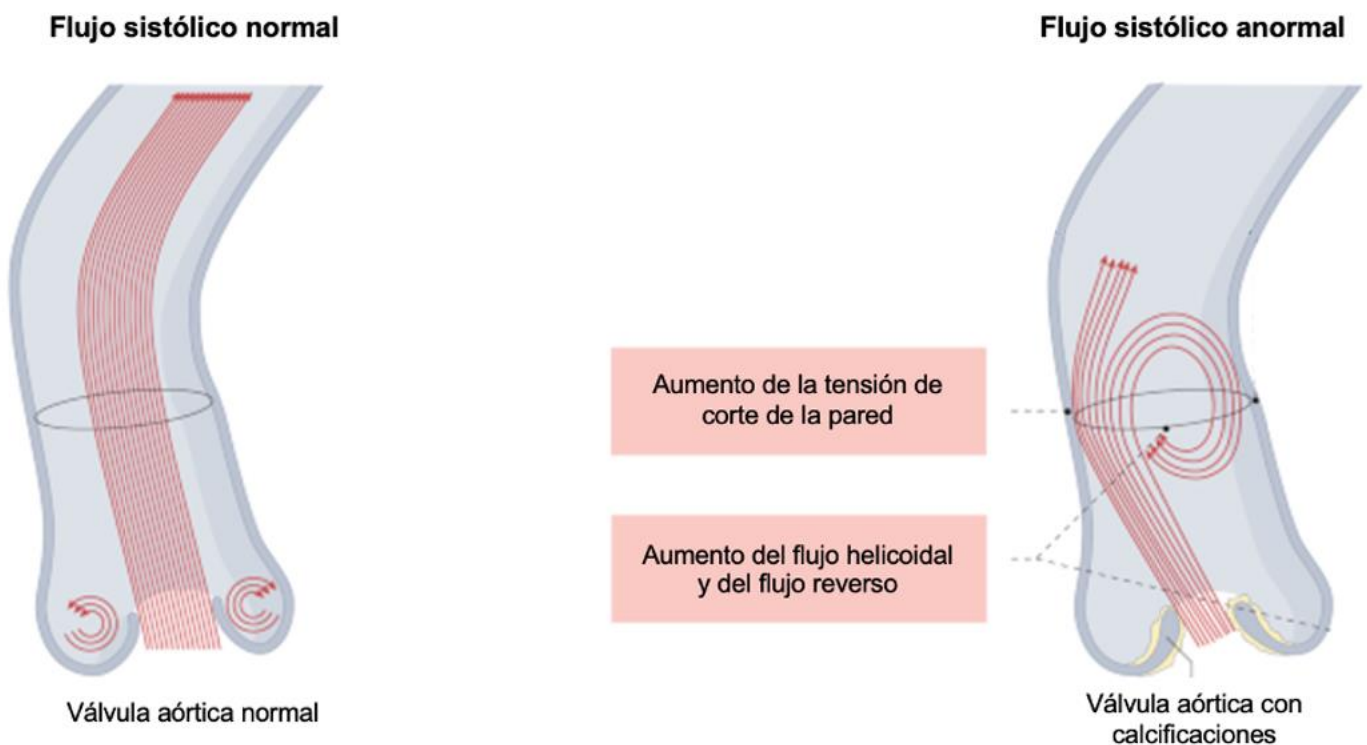 Flujo sistólico normal
Flujo sistólico anormal
Aumento de la tensión de
corte de la pared
Aumento del flujo helicoidal
y del flujo reverso
Válvula aórtica normal
Válvula aórtica con
calcificaciones